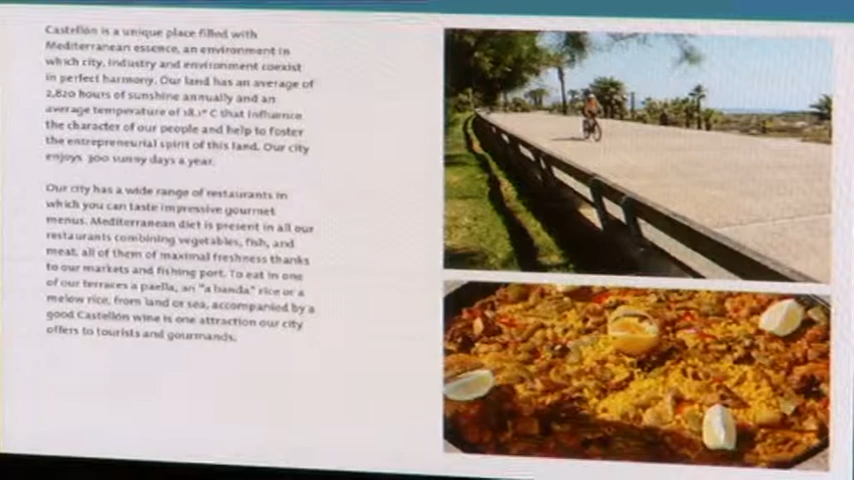 Castellón is a unique place filled with
Mediterranean essence, an environment in
which city, industry and environment coexist
in perfect harmony. Our land has an average of
2,820 hours of sunshine annually and an
average temperature of 18.1° C that influence
the character of our people and help to foster
the entrepreneurial spirit of this land. Our city
enjoys 300 sunny days a year.
Our city has a wide range of restaurants in
which you can taste impressive gourmet
menus. Mediterranean diet is present in all our
restaurants combining vegetables, fish, and
meat, all of them of maximal freshness thanks
to our markets and fishing port. To eat in one
of our terraces a paella, an "a banda" rice or a
melow rice, from land or sea, accompanied by a
good Castellón wine is one attraction our city
offers to tourists and gourmands.